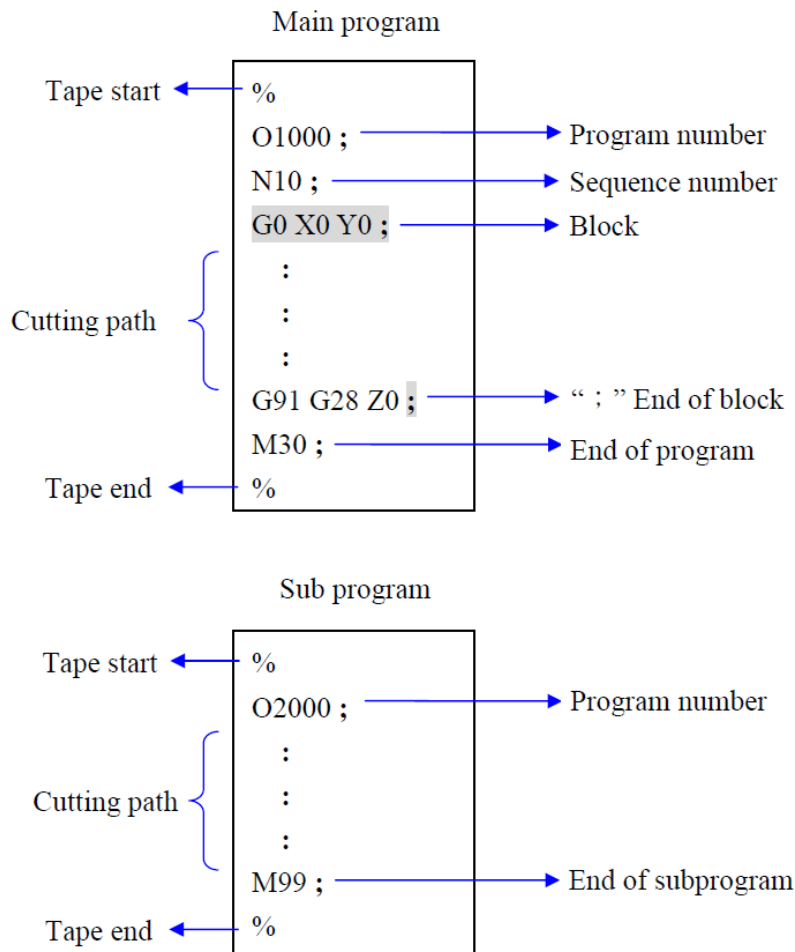 Main program
Tape start %
O1000 ; Program number
N10 ; Sequence number
G0 X0 Y0 ; Block
:
Cutting path :
:
G91 G28 Z0 ; “ ; ” End of block
M30 ; End of program
Tape end %
Sub program
Tape start %
O2000 ; Program number
:
Cutting path :
:
M99 ; End of subprogram
Tape end %